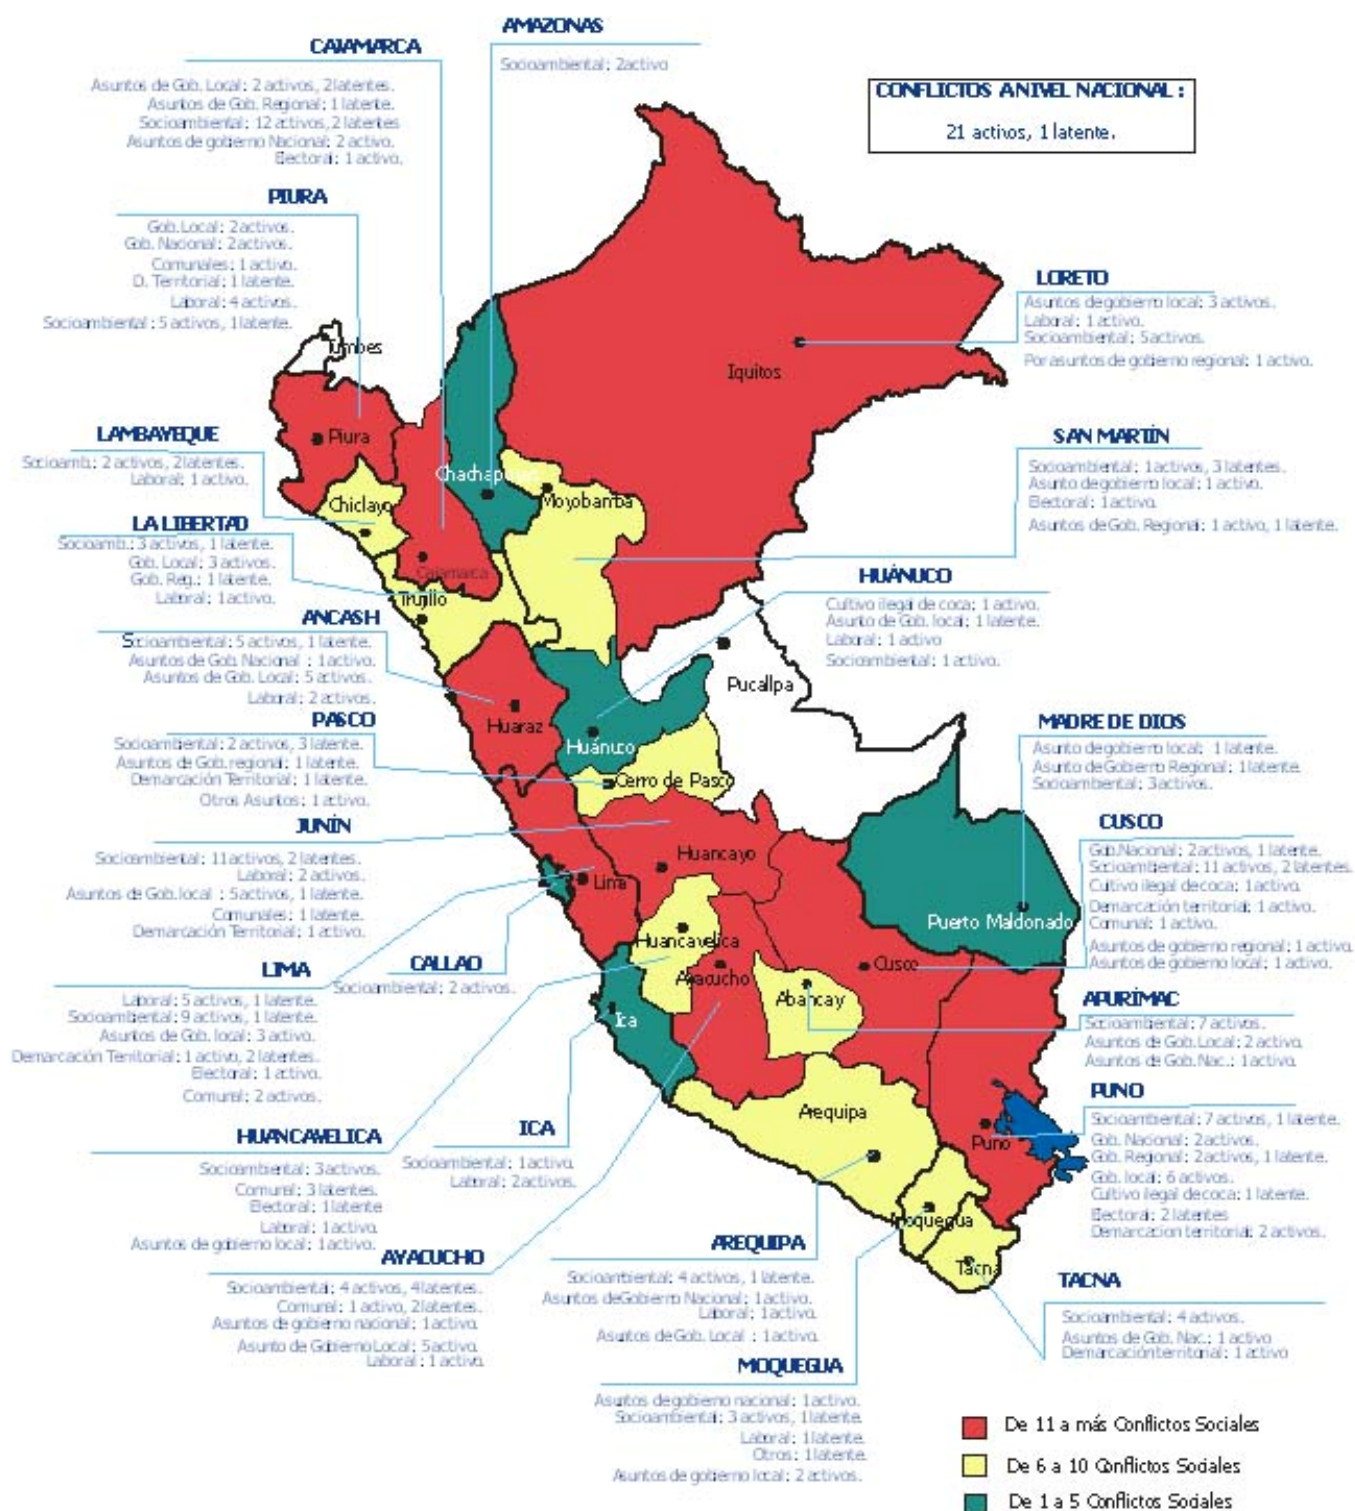 AMAZONAS
Socioambiental: 2activo
CAJAMARCA
Asuntos de Gob. Local: 2 activos, 2latentes.
Asuntos de Gob. Regional: 1 latente.
Socioambiental: 12 activos, 2 latentes
Asuntos de gobierno Nacional: 2 activo.
Electoral: 1 activo.
CONFLICTOS A NIVEL NACIONAL :
21 activos, 1 latente.
PIURA
Gob. Local: 2 activos.
Gob. Nacional: 2 activos.
Comunales: 1 activo.
D. Territorial: 1 latente.
Laboral: 4 activos.
Socioambiental: 5 activos, 1 latente.
LORETO
Asuntos de gobierno local: 3 activos.
Laboral: 1 activo.
Socioambiental: 5 activos.
Por asuntos de gobierno regional: 1 activo.
LAMBAYEQUE
Socioamb.: 2 activos, 2 latentes.
Laboral: 1 activo.
SAN MARTÍN
Socioambiental: 1activos, 3 latentes.
Asunto de gobierno local: 1 activo.
Electoral: 1 activo.
Asuntos de Gob. Regional: 1 activo, 1 latente.
LA LIBERTAD
Socioamb.: 3 activos, 1 latente.
Gob. Local: 3 activos.
Gob. Reg.: 1 latente.
Laboral: 1 activo.
HUÁNUCO
Cultivo ilegal de coca: 1 activo.
Asunto de Gob. local: 1 latente.
Laboral: 1 activo
Socioambiental: 1 activo.
ANCASH
Socioambiental: 5 activos, 1 latente.
Asuntos de Gob. Nacional : 1 activo.
Asuntos de Gob. Local: 5 activos.
Laboral: 2 activos.
PASCO
Socioambiental: 2 activos, 3 latente.
Asuntos de Gob. regional: 1 latente.
Demarcación Territorial: 1 latente.
Otros Asuntos: 1 activo.
MADRE DE DIOS
Asunto de gobierno local: 1 latente.
Asunto de Gobierno Regional: 1 latente.
Socioambiental: 3 activos.
JUNÍN
Socioambiental: 11 activos, 2 latentes.
Laboral: 2 activos.
Asuntos de Gob. local : 5 activos, 1 latente.
Comunales: 1 latente.
Demarcación Territorial: 1 activo.
CUSCO
Gob.Nacional: 2 activos, 1 latente.
Socioambiental: 11 activos, 2 latentes.
Cultivo ilegal de coca: 1 activo.
Demarcación territorial: 1 activo.
Comunal: 1 activo.
Asuntos de gobierno regional: 1 activo.
Asuntos de gobierno local: 1 activo.
LIMA
Laboral: 5 activos, 1 latente.
Socioambiental: 9 activos, 1 latente.
Asuntos de Gob. local: 3 activo.
Demarcación Territorial: 1 activo, 2 latentes.
Electoral: 1 activo.
Comunal: 2 activos.
CALLAO
Socioambiental: 2 activos.
APURÍMAC
Socioambiental: 7 activos.
Asuntos de Gob.Local: 2 activo.
Asuntos de Gob.Nac.: 1 activo.
PUNO
Socioambiental: 7 activos, 1 latente.
Gob. Nacional: 2 activos.
Gob. Regional: 2 activos, 1 latente.
Gob. local: 6 activos.
Cultivo ilegal de coca: 1 latente.
Electoral: 2 latentes
Demarcacion territorial: 2 activos.
HUANCAVELICA
Socioambiental: 3 activos.
Comunal: 3 latentes.
Electoral: 1 latente
Laboral: 1 activo.
Asuntos de gobierno local: 1 activo.
ICA
Socioambiental: 1activo.
Laboral: 2activos.
AYACUCHO
Socioambiental: 4 activos, 4latentes.
Comunal: 1 activo, 2latentes.
Asuntos de gobierno nacional: 1 activo.
Asunto de Gobierno Local: 5activo.
Laboral: 1 activo
AREQUIPA
Socioambiental: 4 activos, 1 latente.
Asuntos de Gobierno Nacional: 1 activo.
Laboral: 1 activo.
Asuntos de Gob. Local : 1 activo
TACNA
Socioambiental: 4 activos.
Asuntos de Gob. Nac.: 1 activo
Demarcación territorial: 1 activo
MOQUEGUA
Asuntos de gobierno nacional: 1 activo.
Socioambiental: 3 activos, 1 latente.
Laboral: 1 latente.
Otros: 1 latente.
Asuntos de gobierno local: 2 activos.
Tumbes
Piura
Iquitos
Chachapoyas
Moyobamba
Chiclayo
Cajamarca
Trujillo
Pucallpa
Huaraz
Huánuco
Cerro de Pasco
Huancayo
Lima
Puerto Maldonado
Huancavelica
Ayacucho
Cusco
Abancay
Ica
Arequipa
Puno
Moquegua
Tacna
De 11 a más Conflictos Sociales
De 6 a 10 Conflictos Sociales
De 1 a 5 Conflictos Sociales